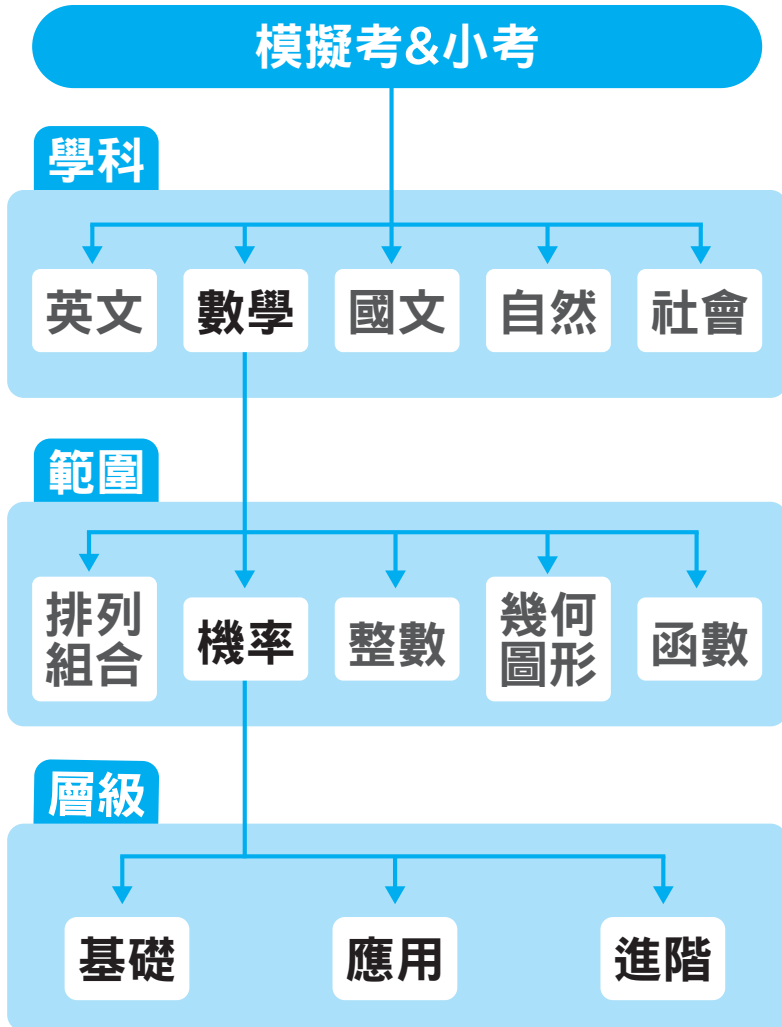 模擬考&小考
學科
英文
數學
國文
自然
社會
範圍
排列
組合
機率
整數
幾何
圖形
函數
層級
基礎
應用
進階